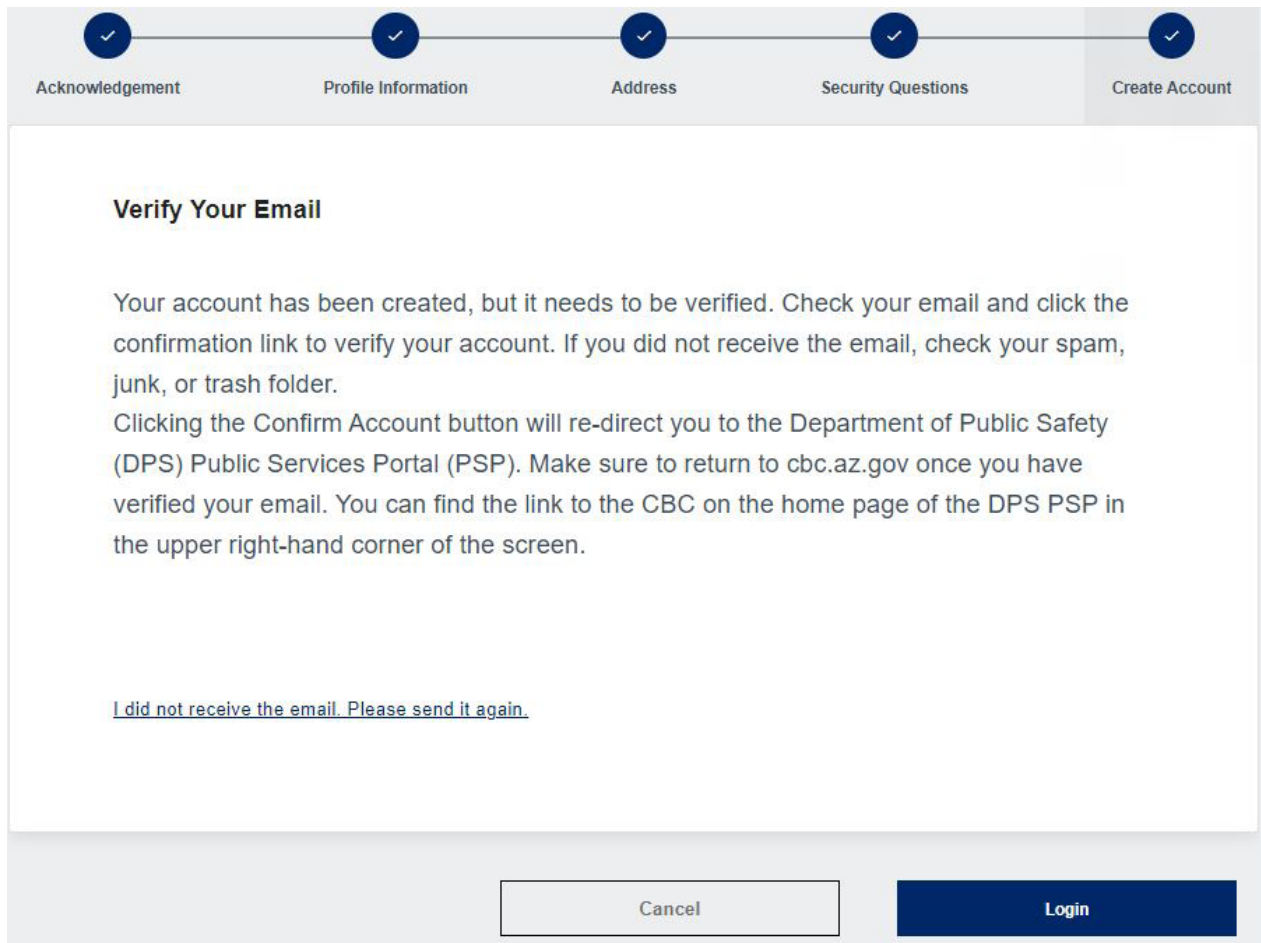 Acknowledgement
Profile Information
Address
Security Questions
Create Account
Verify Your Email
Your account has been created, but it needs to be verified. Check your email and click the
confirmation link to verify your account. If you did not receive the email, check your spam,
junk, or trash folder.
Clicking the Confirm Account button will re-direct you to the Department of Public Safety
(DPS) Public Services Portal (PSP). Make sure to return to cbc.az.gov once you have
verified your email. You can find the link to the CBC on the home page of the DPS PSP in
the upper right-hand corner of the screen.
I did not receive the email. Please send it again.
Cancel
Login